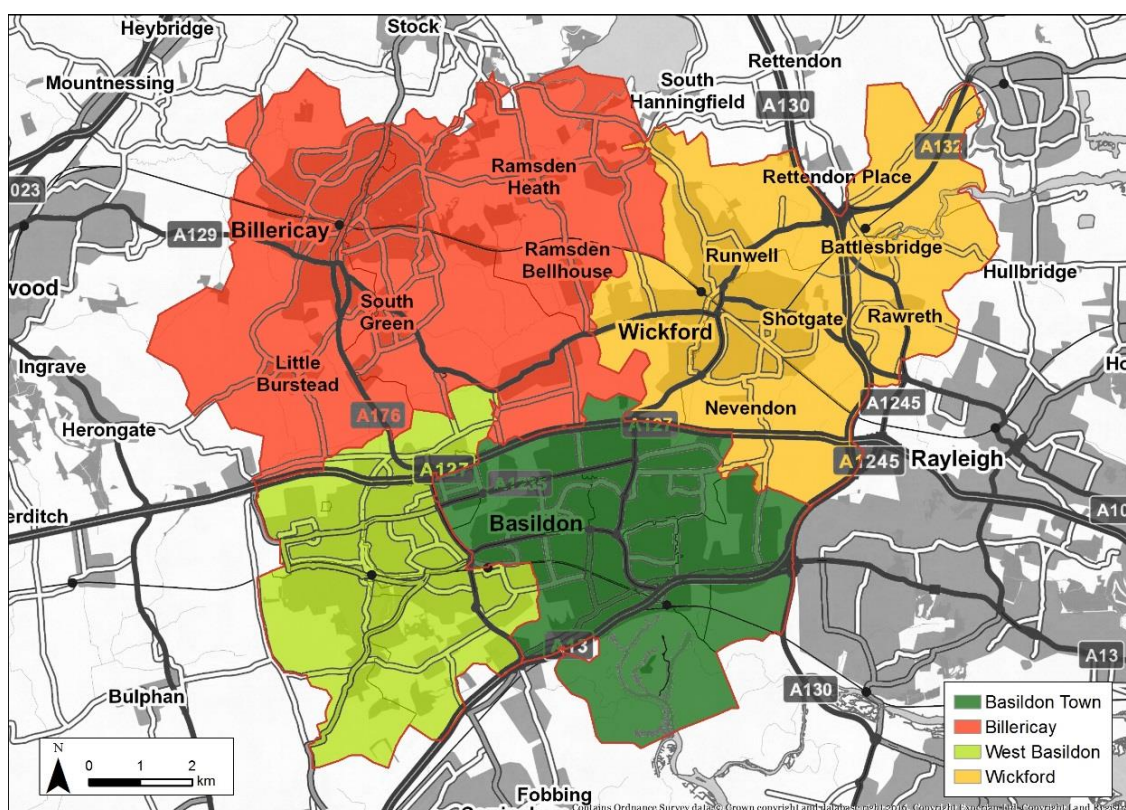 Heybridge
Stock
Mountnessing
Rettendon
South
Hanningfield
A130
A132
Ramsden
Heath
Rettendon Place
023
A129
Billericay
Ramsden
Bellhouse
Runwell
Battlesbridge
Hullbridge
wood
South
Green
Wickford
Shotgate
Rawreth
Ingrave
Little
Burstead
Ho
A176
Nevendon
A1245
Herongate
A127
A127
A1245
Rayleigh
A1235
erditch
Basildon
A10
A13
A13
Bulphan
A130
Fobbing
N
0 1 2
km
Basildon Town
Billericay
West Basildon
Wickford